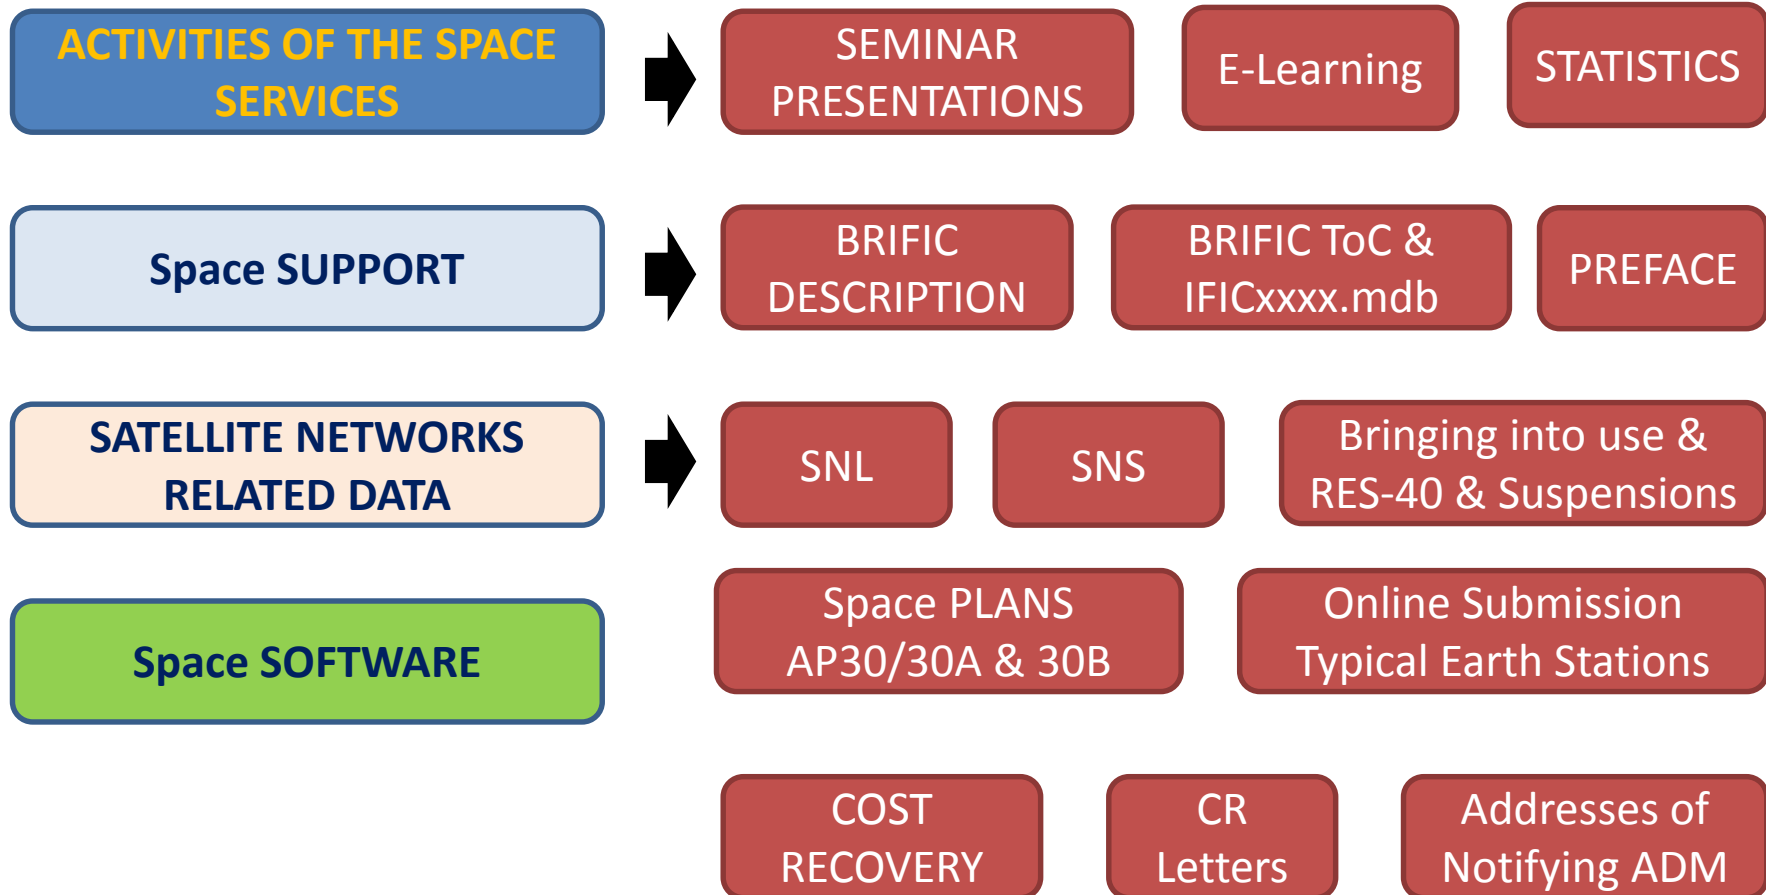 ACTIVITIES OF THE SPACE
SERVICES
SEMINAR
PRESENTATIONS
E-Learning
STATISTICS
Space SUPPORT
BRIFIC
DESCRIPTION
BRIFIC ToC &
IFICxxxx.mdb
PREFACE
SATELLITE NETWORKS
RELATED DATA
SNL
SNS
Bringing into use &
RES-40 & Suspensions
Space SOFTWARE
Space PLANS
AP30/30A & 30B
Online Submission
Typical Earth Stations
COST
RECOVERY
CR
Letters
Addresses of
Notifying ADM